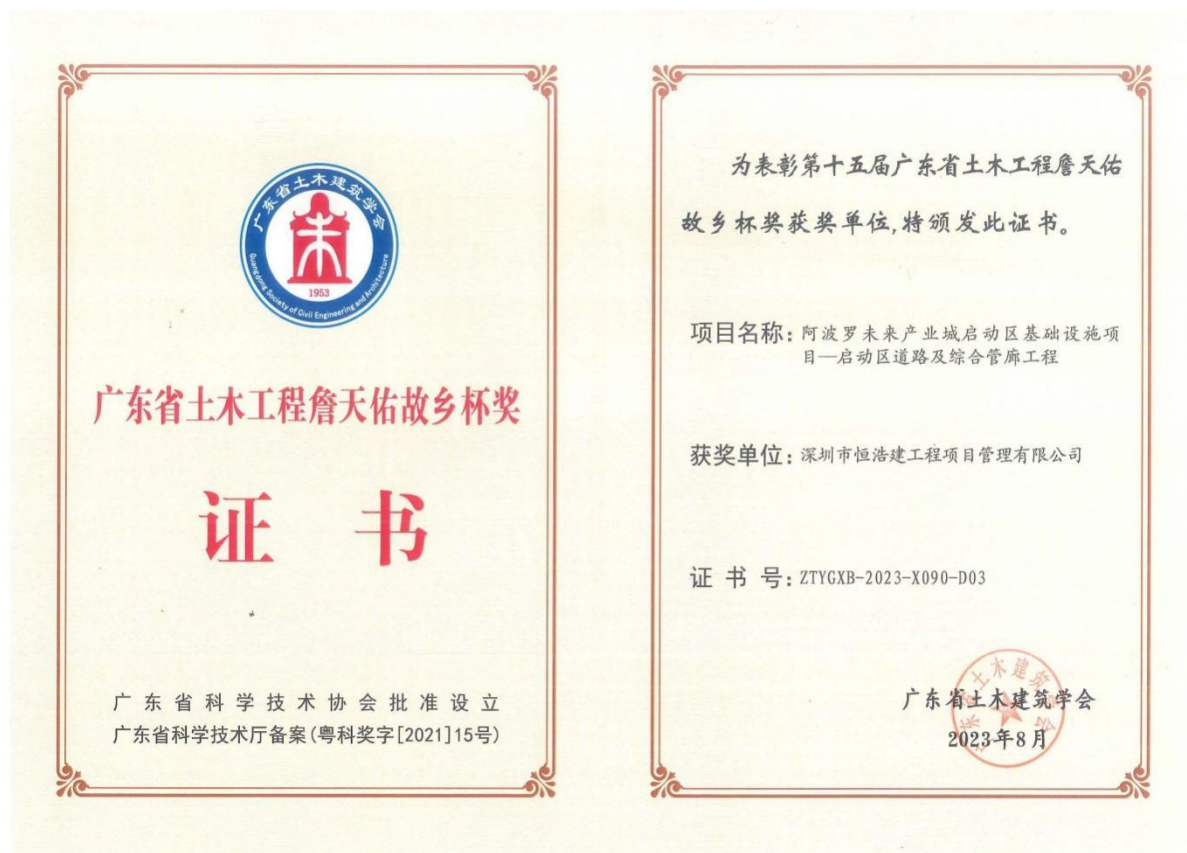 广东省土木建筑学会
1953
Guangdong Society of Civil Engineering and Architecture
广东省土木工程詹天佑故乡杯奖
证 书
广东省科学技术协会批准设立
广东省科学技术厅备案(粤科奖字[2021]15号)
为表彰第十五届广东省土木工程詹天佑
故乡杯奖获奖单位,特颁发此证书。
项目名称: 阿波罗未来产业城启动区基础设施项
目—启动区道路及综合管廊工程
获奖单位: 深圳市恒浩建工程项目管理有限公司
证 书 号: ZTYGXB-2023-X090-D03
广东省土木建筑学会
广东省土木建筑学会
2023年8月